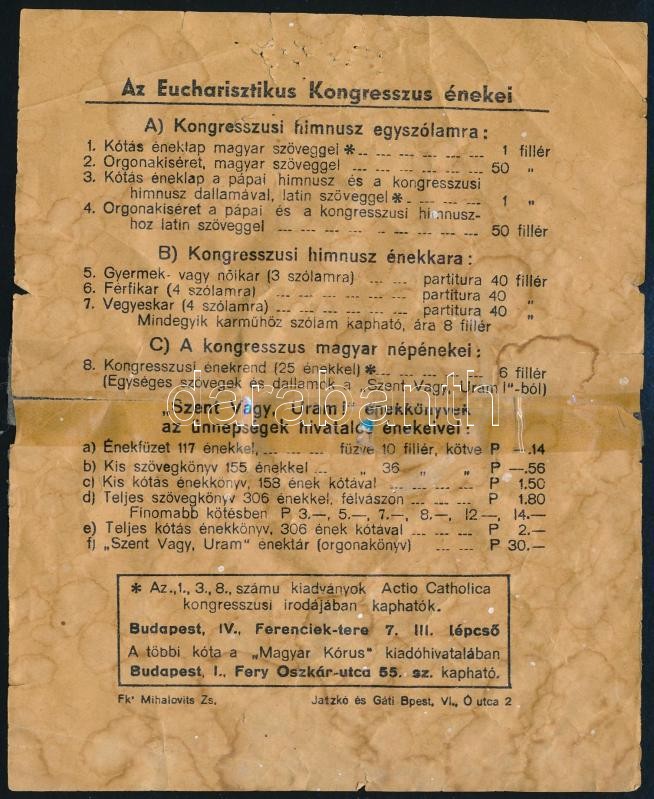 Az Eucharisztikus Kongresszus énekei
A) Kongresszusi himnusz egyszólamra:
1. Kótás éneklap magyar szöveggel * ... ... ... ... ... ... 1 fillér
2. Orgonakiséret, magyar szöveggel ... ... ... ... ... 50 „
3. Kótás éneklap a pápai himnusz és a kongresszusi
himnusz dallamával, latin szöveggel * ... ... ... 1 „
4. Orgonakiséret a pápai és a kongresszusi himnusz-
hoz latin szöveggel ... ... ... ... ... ... ... 50 fillér
B) Kongresszusi himnusz énekkara:
5. Gyermek- vagy nőikar (3 szólamra) ... ... partitura 40 fillér
6. Férfikar (4 szólamra) ... ... ... ... ... partitura 40 „
7. Vegyeskar (4 szólamra) ... ... ... ... ... partitura 40 „
Mindegyik karműhöz szólam kapható, ára 8 fillér
C) A kongresszus magyar népénekei:
8. Kongresszusi énekrend (25 énekkel) * ... ... ... ... 6 fillér
(Egységes szövegek és dallamok a „Szent Vagy, Uram!"-ból)
„Szent Vagy, Uram!" énekkönyvek
az ünnepségek hivatalos énekeivel:
a) Énekfüzet 117 énekkel, ... ... ... fűzve 10 fillér, kötve P —.14
b) Kis szövegkönyv 155 énekkel ... „ 36 „ „ P —.56
c) Kis kótás énekkönyv, 158 ének kótával ... ... ... P 1.50
d) Teljes szövegkönyv 306 énekkel, félvászon ... ... ... P 1.80
Finomabb kötésben P 3.—, 5.—, 7.—, 8.—, 12—, 14.—
e) Teljes kótás énekkönyv, 306 ének kótával ... ... ... P 2.—
f) „Szent Vagy, Uram" énektár (orgonakönyv) ... ... P 30.—
* Az „1., 3., 8., számu kiadványok Actio Catholica
kongresszusi irodájában kaphatók.
Budapest, IV., Ferenciek-tere 7. III. lépcső
A többi kóta a „Magyar Kórus" kiadóhivatalában
Budapest, I., Fery Oszkár-utca 55. sz. kapható.
Fk' Mihalovits Zs. Jatzkó és Gáti Bpest, VI., Ó utca 2
darabanth